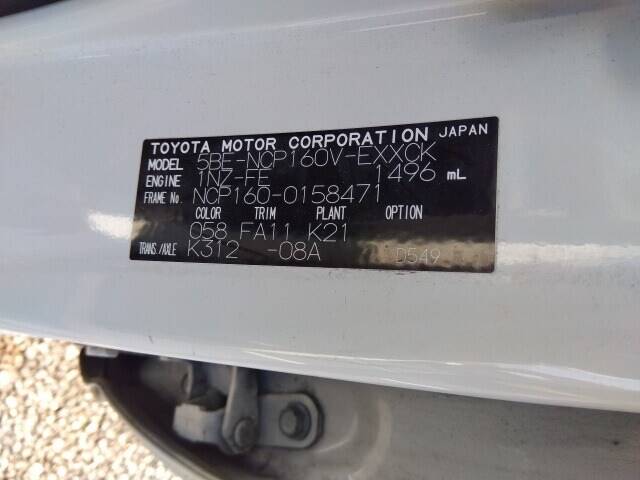 TOYOTA MOTOR CORPORATION JAPAN
MODEL 5BE-NCP160V-EXXCK
ENGINE 1NZ-FE 1496 mL
FRAME No. NCP160-0158471
COLOR TRIM PLANT OPTION
058 FA11 K21
TRANS./AXLE K312 -08A D549